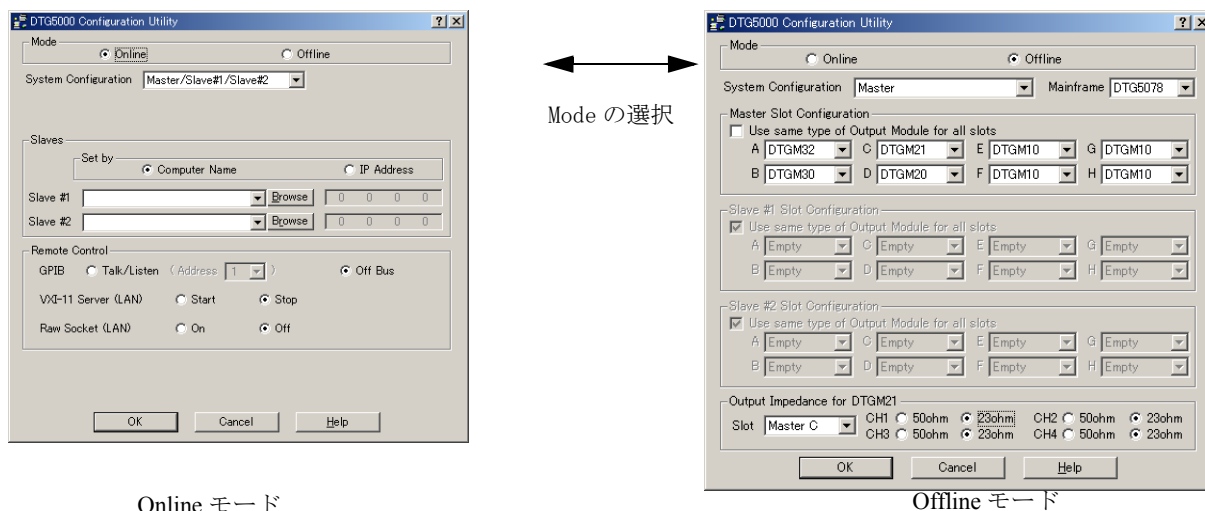 DTG5000 Configuration Utility
Mode
Online Offline
System Configuration Master/Slave#1/Slave#2
Slaves
Set by
Computer Name IP Address
Slave #1 Browse 0 0 0 0
Slave #2 Browse 0 0 0 0
Remote Control
GPIB Talk/Listen (Address 1 ) Off Bus
VXI-11 Server (LAN) Start Stop
Raw Socket (LAN) On Off
OK Cancel Help
Online モード
Mode の選択
DTG5000 Configuration Utility
Mode
Online Offline
System Configuration Master Mainframe DTG5078
Master Slot Configuration
Use same type of Output Module for all slots
A DTGM32 C DTGM21 E DTGM10 G DTGM10
B DTGM30 D DTGM20 F DTGM10 H DTGM10
Slave #1 Slot Configuration
Use same type of Output Module for all slots
A Empty C Empty E Empty G Empty
B Empty D Empty F Empty H Empty
Slave #2 Slot Configuration
Use same type of Output Module for all slots
A Empty C Empty E Empty G Empty
B Empty D Empty F Empty H Empty
Output Impedance for DTGM21
Slot Master C CH1 50ohm 23ohm CH2 50ohm 23ohm
CH3 50ohm 23ohm CH4 50ohm 23ohm
OK Cancel Help
Offline モード